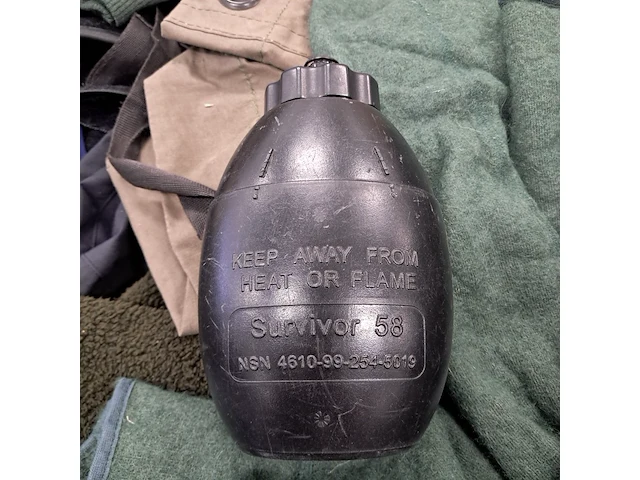 KEEP AWAY FROM
HEAT OR FLAME
Survivor 58
NSN 4610-99-254-5019